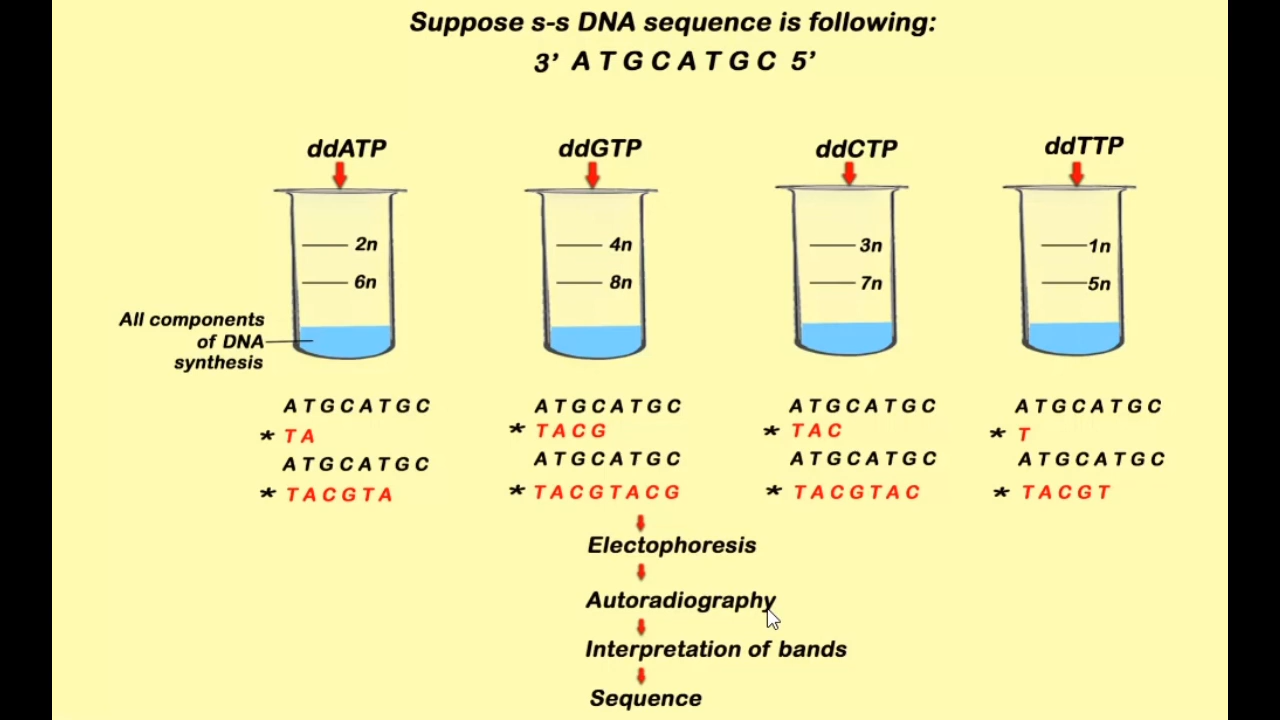 Suppose s-s DNA sequence is following:
3’ A T G C A T G C 5’
ddATP
ddGTP
ddCTP
ddTTP
2n
4n
3n
1n
6n
8n
7n
5n
All components
of DNA
synthesis
A T G C A T G C
* T A
A T G C A T G C
* T A C G T A
A T G C A T G C
* T A C G
A T G C A T G C
* T A C G T A C G
A T G C A T G C
* T A C
A T G C A T G C
* T A C G T A C
A T G C A T G C
* T
A T G C A T G C
* T A C G T
Electophoresis
Autoradiography
Interpretation of bands
Sequence